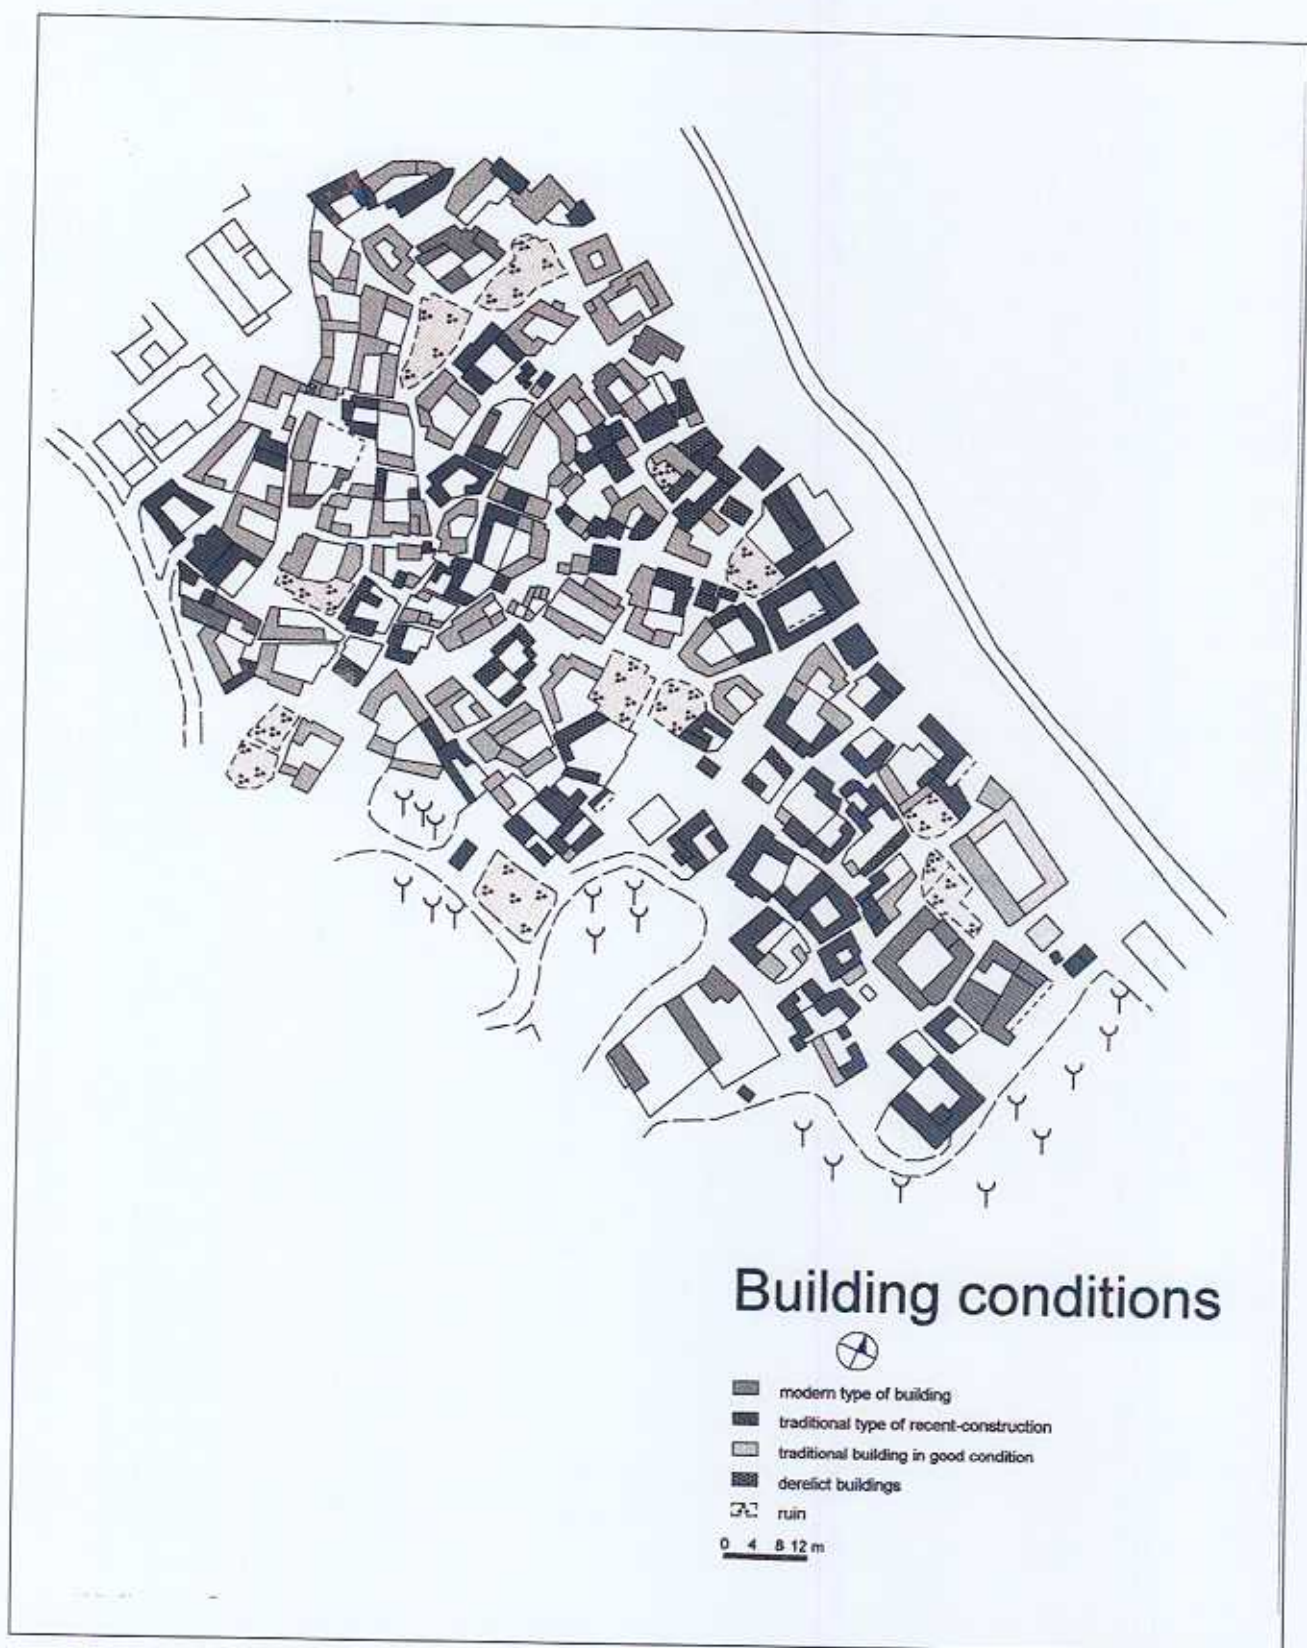 Building conditions
modern type of building
traditional type of recent-construction
traditional building in good condition
derelict buildings
ruin
0 4 8 12 m